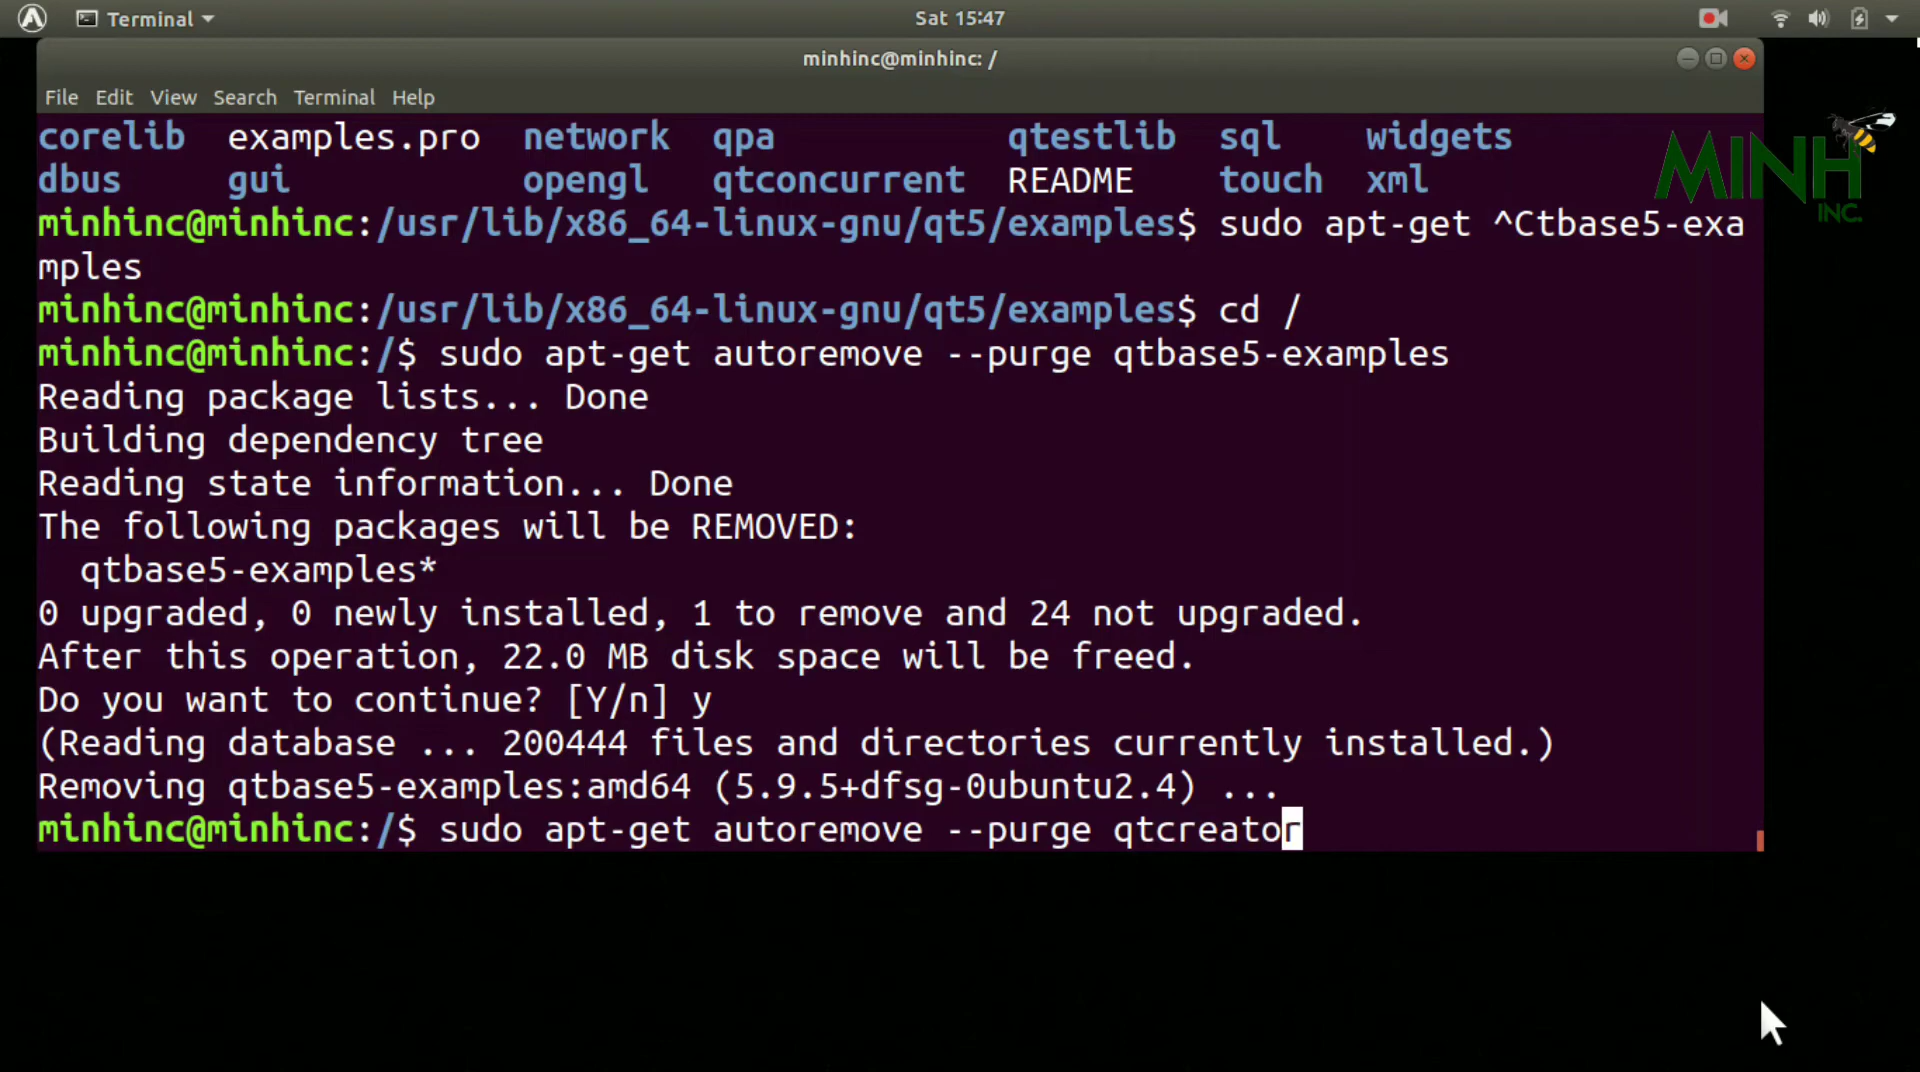 Terminal
Sat 15:47
minhinc@minhinc: /
File Edit View Search Terminal Help
corelib examples.pro network qpa qtestlib sql widgets
dbus gui opengl qtconcurrent README touch xml
minhinc@minhinc:/usr/lib/x86_64-linux-gnu/qt5/examples$ sudo apt-get ^Ctbase5-exa
mples
minhinc@minhinc:/usr/lib/x86_64-linux-gnu/qt5/examples$ cd /
minhinc@minhinc:/$ sudo apt-get autoremove --purge qtbase5-examples
Reading package lists... Done
Building dependency tree
Reading state information... Done
The following packages will be REMOVED:
qtbase5-examples*
0 upgraded, 0 newly installed, 1 to remove and 24 not upgraded.
After this operation, 22.0 MB disk space will be freed.
Do you want to continue? [Y/n] y
(Reading database ... 200444 files and directories currently installed.)
Removing qtbase5-examples:amd64 (5.9.5+dfsg-0ubuntu2.4) ...
minhinc@minhinc:/$ sudo apt-get autoremove --purge qtcreator
MINH
INC.